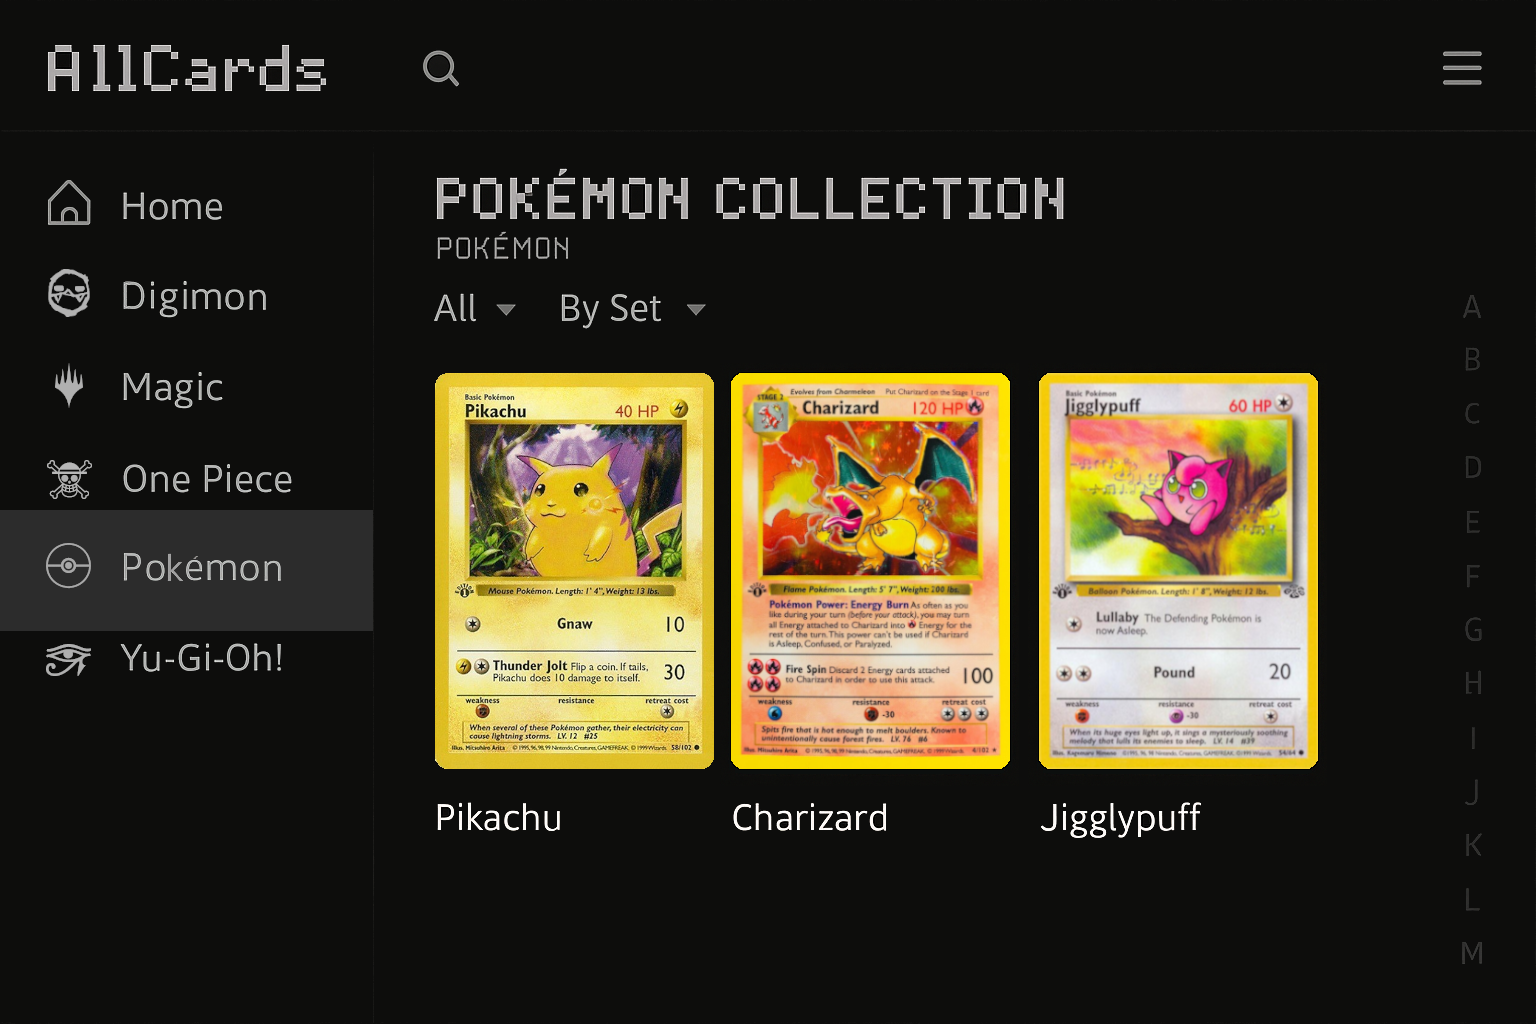 AllCards
Home
Digimon
Magic
One Piece
Pokémon
Yu-Gi-Oh!
POKÉMON COLLECTION
POKÉMON
All
By Set
Basic Pokémon
Pikachu 40 HP
Mouse Pokémon. Length: 1' 4", Weight: 13 lbs.
Gnaw 10
Thunder Jolt Flip a coin. If tails,
Pikachu does 10 damage to itself. 30
weakness resistance retreat cost
When several of these Pokémon gather, their electricity can
cause lightning storms. LV. 12 #25
Illus. Mitsuhiro Arita ©1995, 96, 98, 99 Nintendo, Creatures, GAMEFREAK. ©1999 Wizards. 58/102
Pikachu
STAGE 2
Evolves from Charmeleon Put Charizard on the Stage 1 card
Charizard 120 HP
Flame Pokémon. Length: 5' 7", Weight: 200 lbs.
Pokémon Power: Energy Burn As often as you
like during your turn (before your attack), you may turn
all Energy attached to Charizard into Energy for the
rest of the turn. This power can't be used if Charizard
is Asleep, Confused, or Paralyzed.
Fire Spin Discard 2 Energy cards attached
to Charizard in order to use this attack. 100
weakness resistance retreat cost
-30
Spits fire that is hot enough to melt boulders. Known to
unintentionally cause forest fires. LV. 76 #6
Illus. Mitsuhiro Arita ©1995, 96, 98, 99 Nintendo, Creatures, GAMEFREAK. ©1999 Wizards. 4/102
Charizard
Basic Pokémon
Jigglypuff 60 HP
Balloon Pokémon. Length: 1' 8", Weight: 12 lbs.
Lullaby The Defending Pokémon is
now Asleep.
Pound 20
weakness resistance retreat cost
-30
When its huge eyes light up, it sings a mysteriously soothing
melody that lulls its enemies to sleep. LV. 14 #39
54/64
Jigglypuff
A
B
C
D
E
F
G
H
I
J
K
L
M